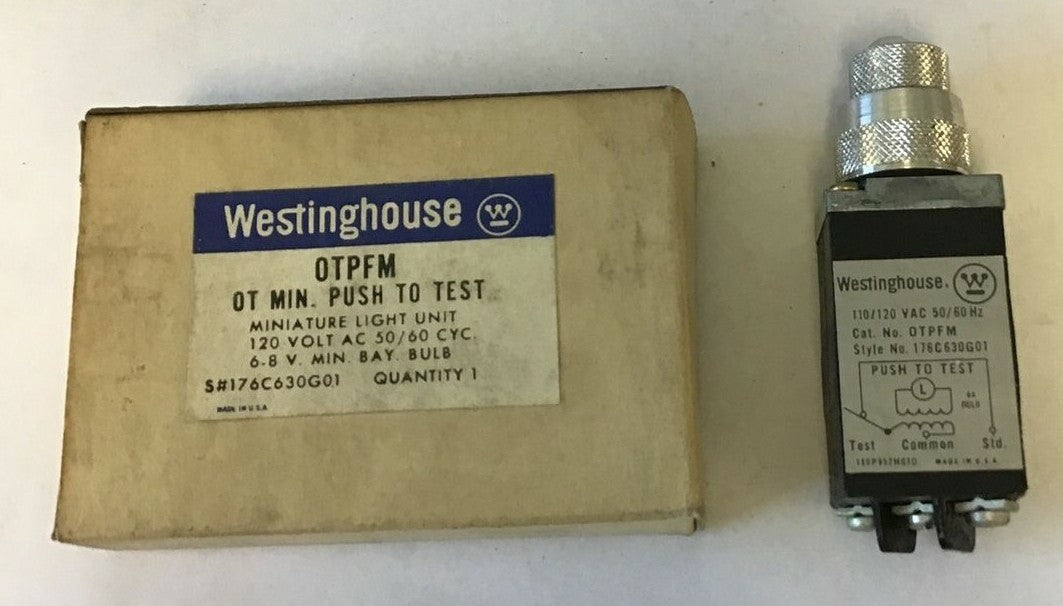 Westinghouse W
OTPFM
OT MIN. PUSH TO TEST
MINIATURE LIGHT UNIT
120 VOLT AC 50/60 CYC.
6-8 V. MIN. BAY. BULB
S#176C630G01 QUANTITY 1
MADE IN U.S.A.
Westinghouse. W
110/120 VAC 50/60 Hz
Cat. No. OTPFM
Style No. 176C630G01
PUSH TO TEST
L
BULB
Test Common Std.
MADE IN U.S.A.